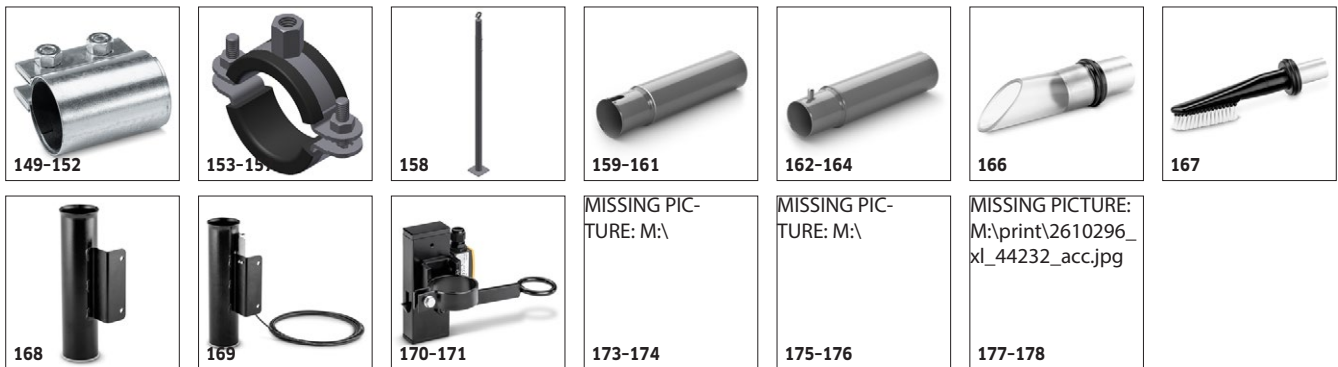 149–152
153–157
158
159–161
162–164
166
167
168
169
170–171
MISSING PIC-
TURE: M:\
173–174
MISSING PIC-
TURE: M:\
175–176
MISSING PICTURE:
M:\print\2610296_
xl_44232_acc.jpg
177–178